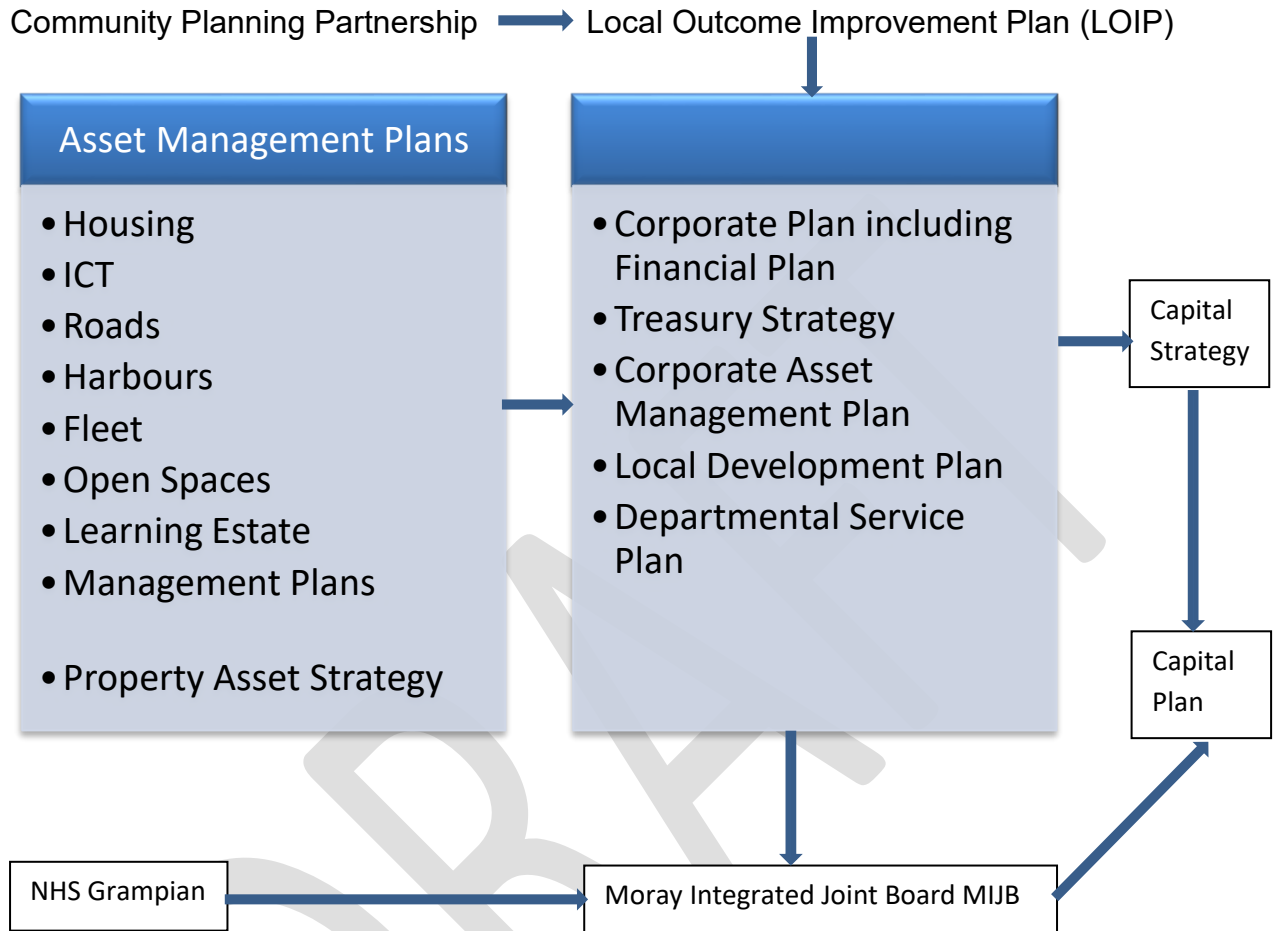 Community Planning Partnership Local Outcome Improvement Plan (LOIP)
Asset Management Plans
• Housing
• ICT
• Roads
• Harbours
• Fleet
• Open Spaces
• Learning Estate
• Management Plans
• Property Asset Strategy
• Corporate Plan including
Financial Plan
• Treasury Strategy
• Corporate Asset
Management Plan
• Local Development Plan
• Departmental Service
Plan
Capital
Strategy
Capital
Plan
NHS Grampian
Moray Integrated Joint Board MIJB
DRAFT